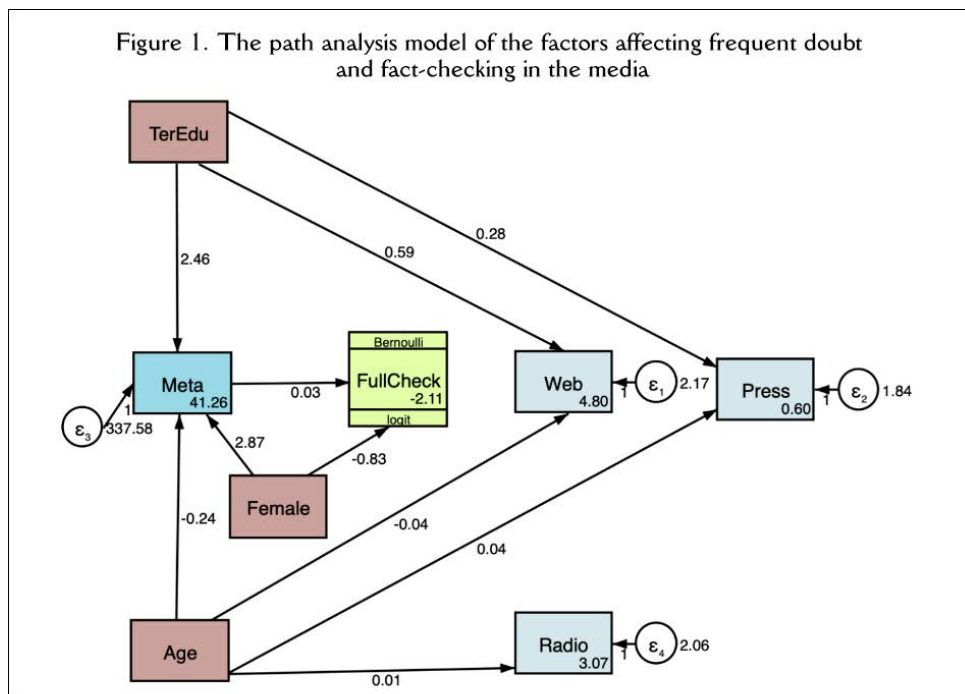 Figure 1. The path analysis model of the factors affecting frequent doubt
and fact-checking in the media
TerEdu
0.28
0.59
2.46
Bernoulli
FullCheck
-2.11
logit
Meta
41.26
0.03
Web
4.80
1
ε1
2.17
Press
0.60
1
ε2
1.84
1
ε3
337.58
2.87
-0.83
Female
-0.24
-0.04
0.04
Age
0.01
Radio
3.07
1
ε4
2.06